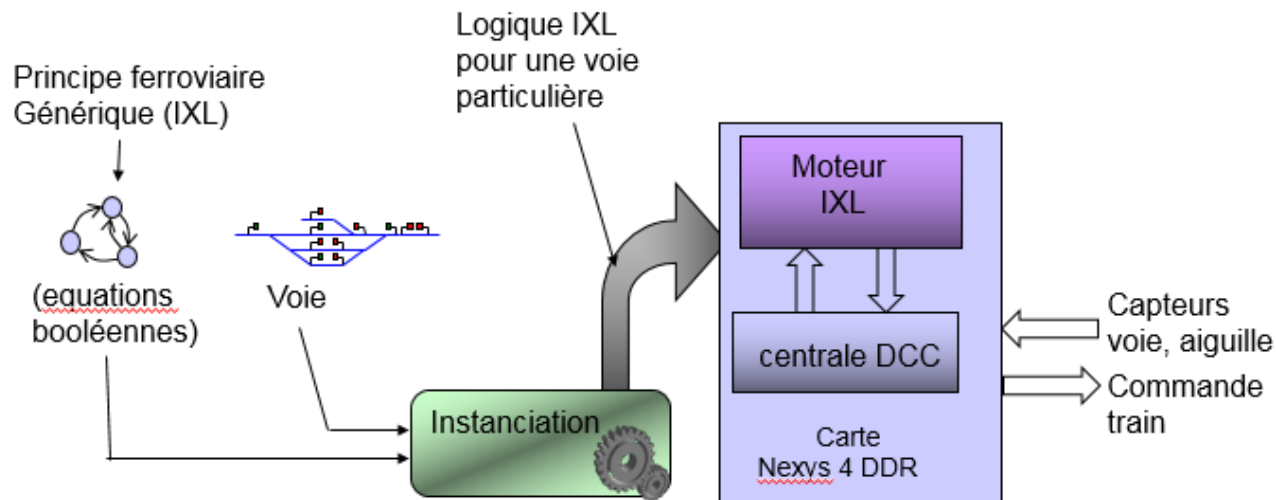 Principe ferroviaire
Générique (IXL)
(equations
booléennes)
Voie
Logique IXL
pour une voie
particulière
Instanciation
Moteur
IXL
centrale DCC
Carte
Nexys 4 DDR
Capteurs
voie, aiguille
Commande
train